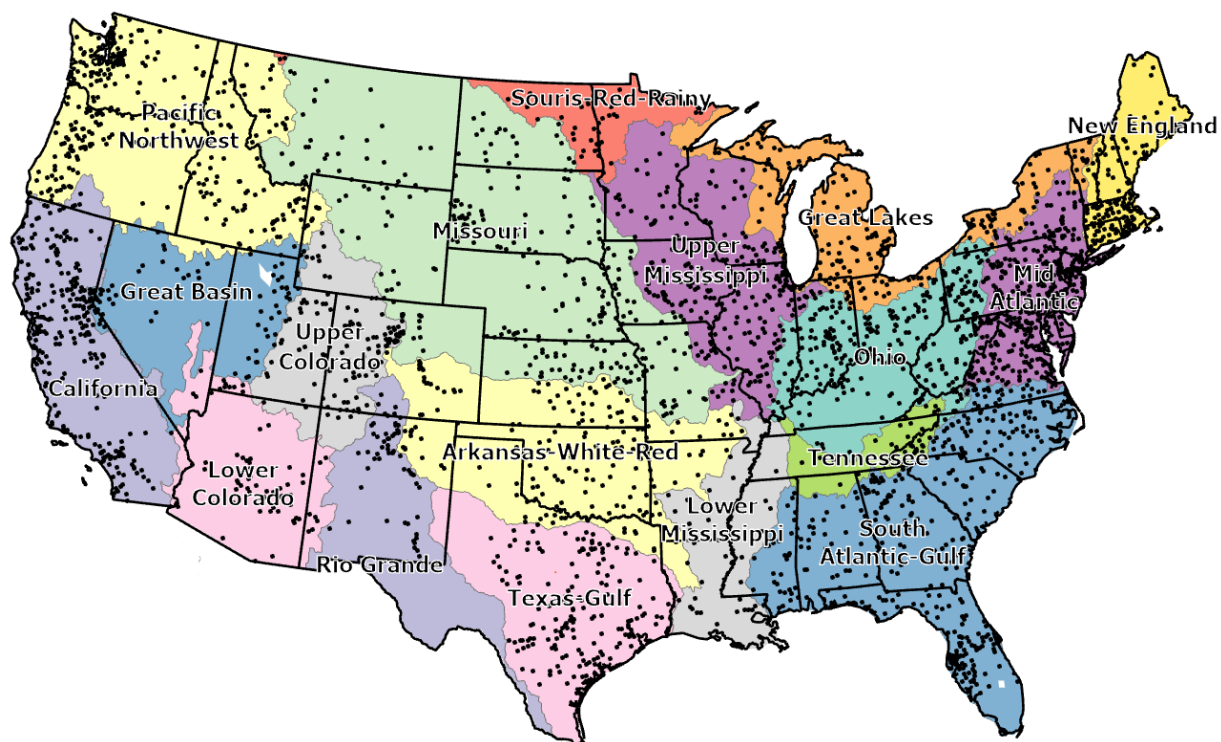 Souris-Red-Rainy
Pacific
Northwest
New England
Great Lakes
Missouri
Upper
Mississippi
Mid
Atlantic
Great Basin
Upper
Colorado
Ohio
California
Arkansas-White-Red
Tennessee
Lower
Colorado
Lower
Mississippi
South
Atlantic-Gulf
Rio Grande
Texas-Gulf